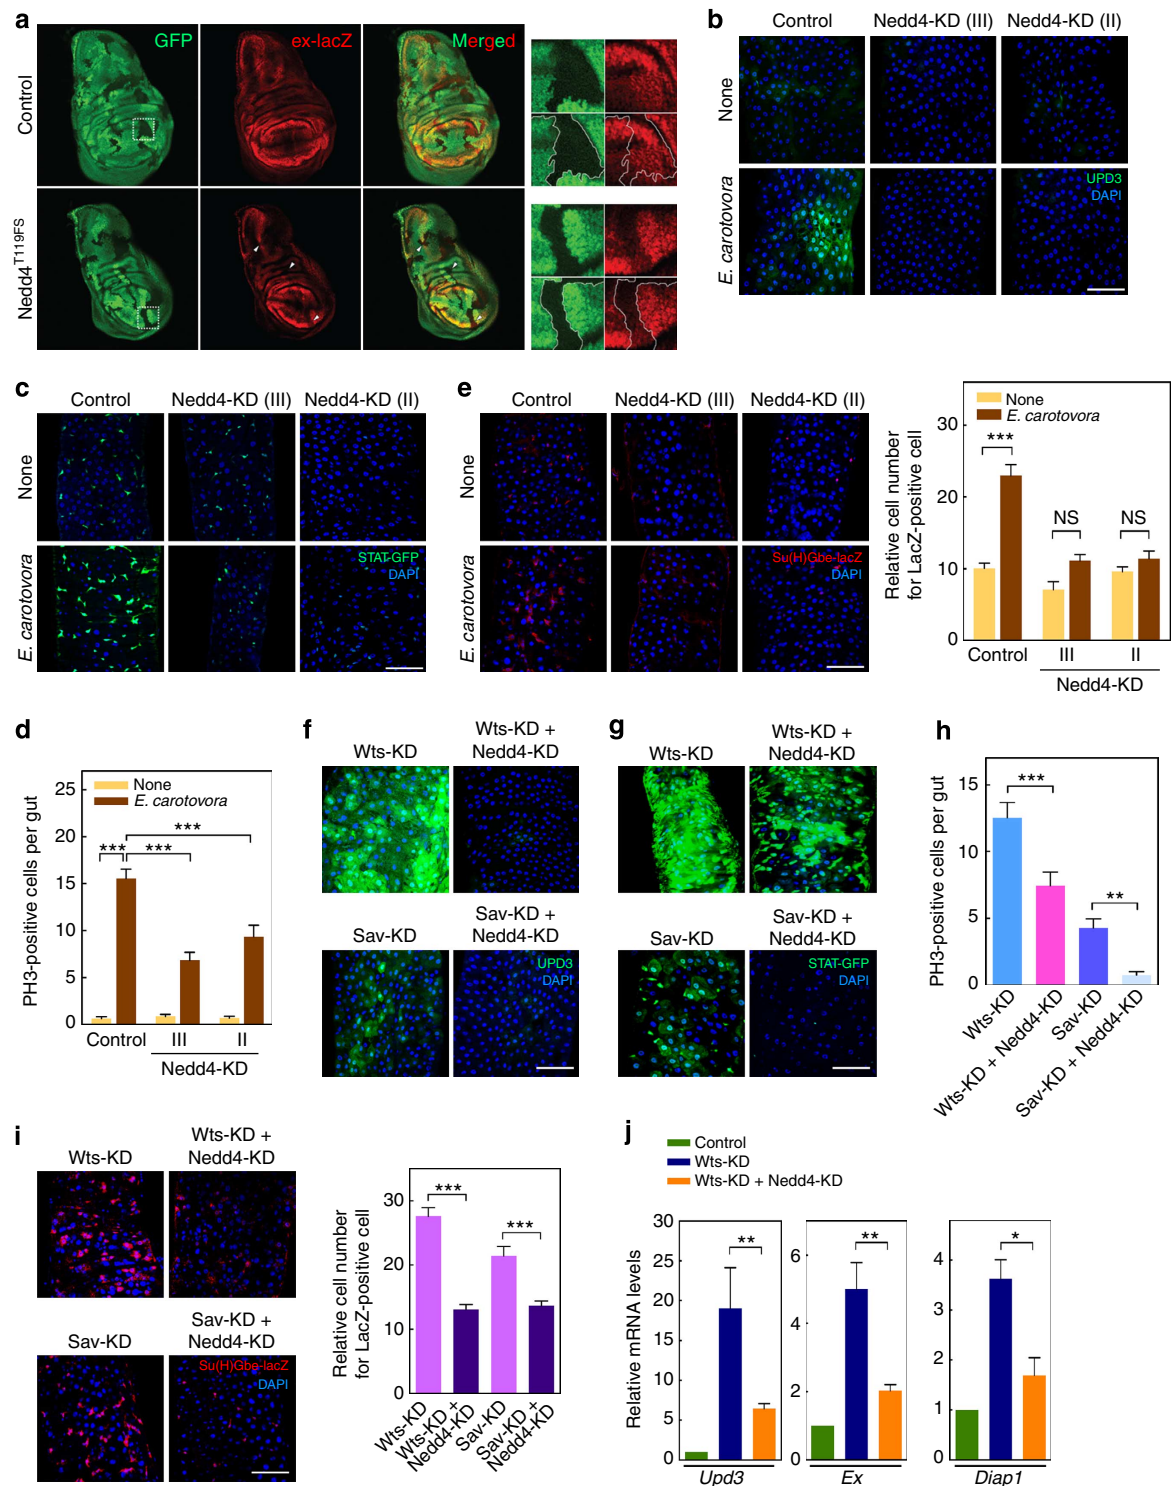 a
GFP
ex-lacZ
Merged
Control
Nedd4T119FS
b
Control
Nedd4-KD (III)
Nedd4-KD (II)
None
E. carotovora
UPD3
DAPI
c
Control
Nedd4-KD (III)
Nedd4-KD (II)
None
E. carotovora
STAT-GFP
DAPI
e
Control
Nedd4-KD (III)
Nedd4-KD (II)
None
E. carotovora
Su(H)Gbe-lacZ
DAPI
Relative cell number
for LacZ-positive cell
30
20
10
0
None
E. carotovora
***
NS
NS
Control
III
II
Nedd4-KD
d
PH3-positive cells per gut
25
20
15
10
5
0
None
E. carotovora
***
***
***
Control
III
II
Nedd4-KD
f
Wts-KD
Wts-KD +
Nedd4-KD
Sav-KD
Sav-KD +
Nedd4-KD
UPD3
DAPI
g
Wts-KD
Wts-KD +
Nedd4-KD
Sav-KD
Sav-KD +
Nedd4-KD
STAT-GFP
DAPI
h
PH3-positive cells per gut
15
10
5
0
***
**
Wts-KD
Wts-KD + Nedd4-KD
Sav-KD
Sav-KD + Nedd4-KD
i
Wts-KD
Wts-KD +
Nedd4-KD
Sav-KD
Sav-KD +
Nedd4-KD
Su(H)Gbe-lacZ
DAPI
Relative cell number
for LacZ-positive cell
30
20
10
0
***
***
Wts-KD
Wts-KD +
Nedd4-KD
Sav-KD
Sav-KD +
Nedd4-KD
j
Control
Wts-KD
Wts-KD + Nedd4-KD
Relative mRNA levels
30
25
20
15
10
5
0
**
Upd3
6
4
2
0
**
Ex
4
3
2
1
0
*
Diap1